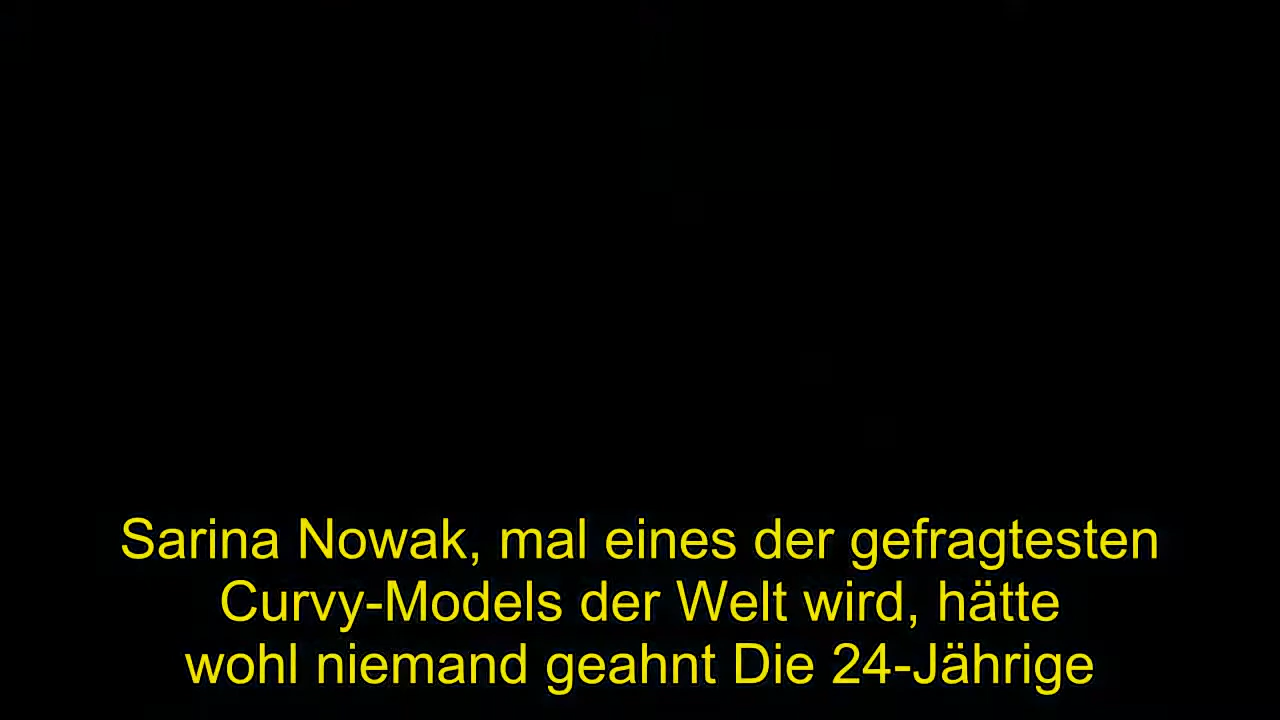 Sarina Nowak, mal eines der gefragtesten
Curvy-Models der Welt wird, hätte
wohl niemand geahnt Die 24-Jährige